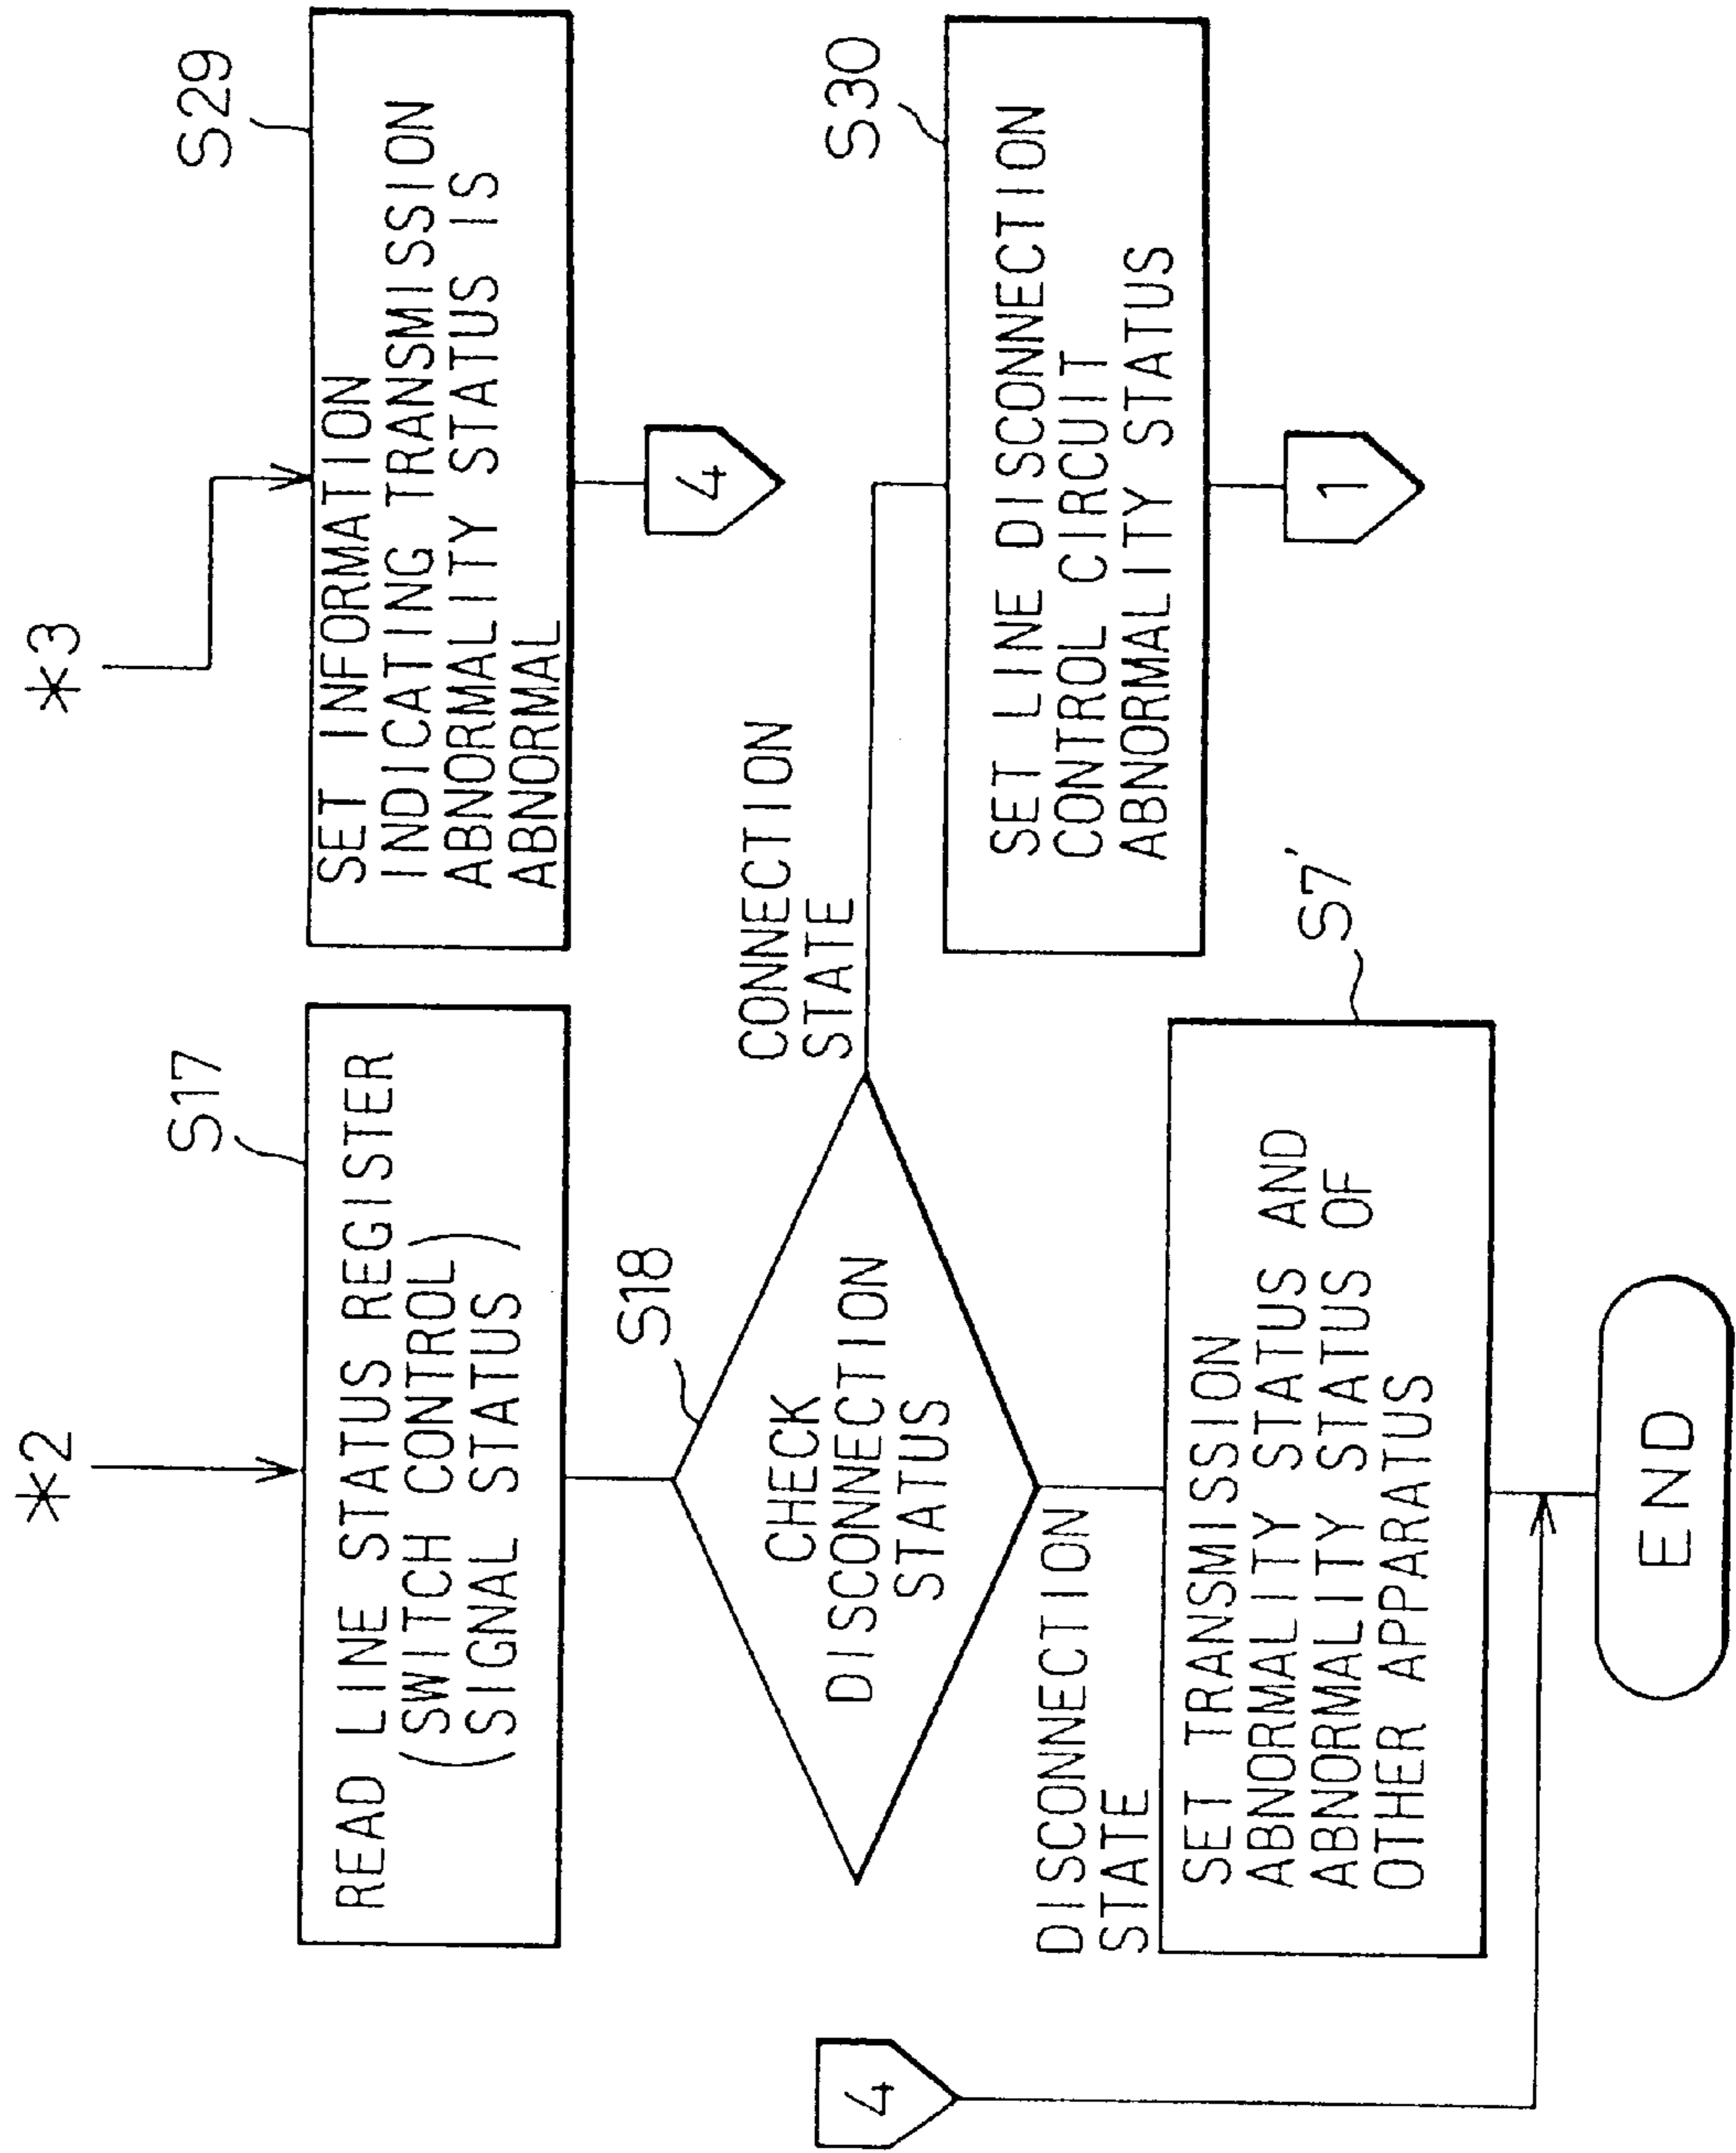 *2
S17
READ LINE STATUS REGISTER
(SWITCH CONTROL)
(SIGNAL STATUS)
S18
CHECK
DISCONNECTION
STATUS
CONNECTION
STATE
DISCONNECTION
STATE
S7'
SET TRANSMISSION
ABNORMALITY STATUS AND
ABNORMALITY STATUS OF
OTHER APPARATUS
4
END
*3
S29
SET INFORMATION
INDICATING TRANSMISSION
ABNORMALITY STATUS IS
ABNORMAL
4
S30
SET LINE DISCONNECTION
CONTROL CIRCUIT
ABNORMALITY STATUS
1